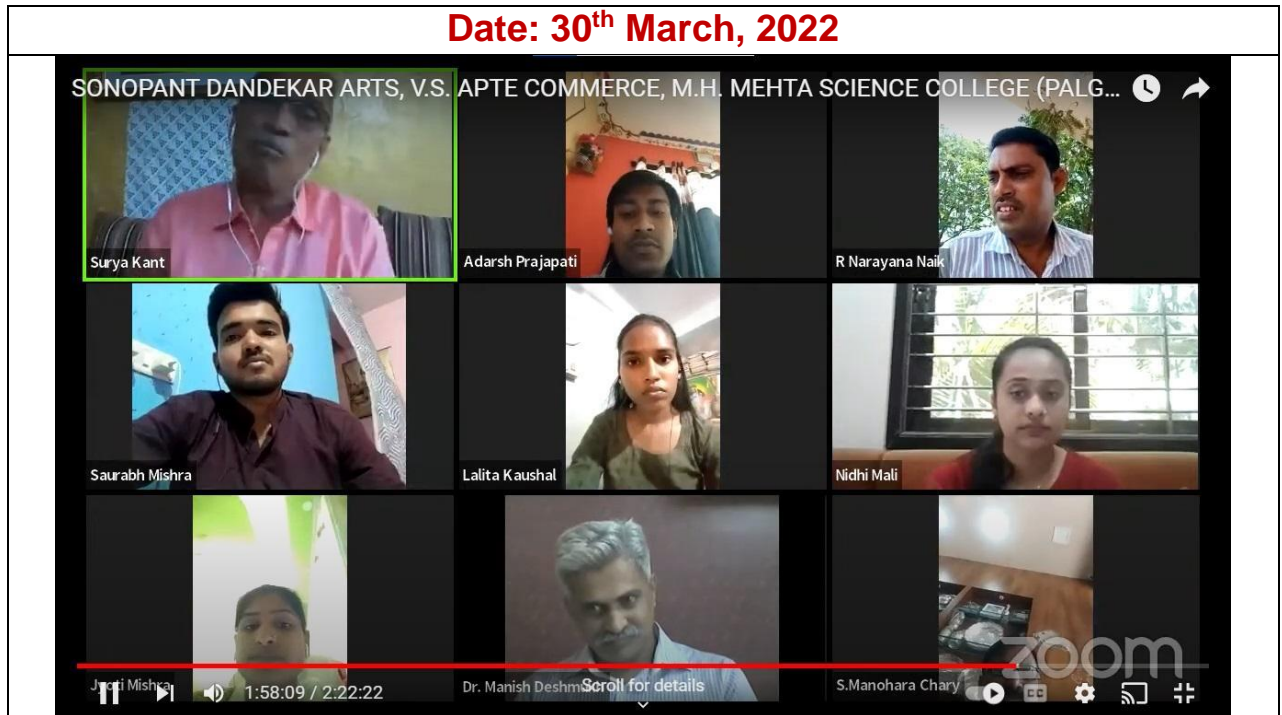 Date: 30th March, 2022
SONOPANT DANDEKAR ARTS, V.S. APTE COMMERCE, M.H. MEHTA SCIENCE COLLEGE (PALG...
Surya Kant
Adarsh Prajapati
R Narayana Naik
Saurabh Mishra
Lalita Kaushal
Nidhi Mali
zoom
Jyoti Mishra
1:58:09 / 2:22:22
Dr. Manish
Scroll for details
S.Manohara Chary
CC